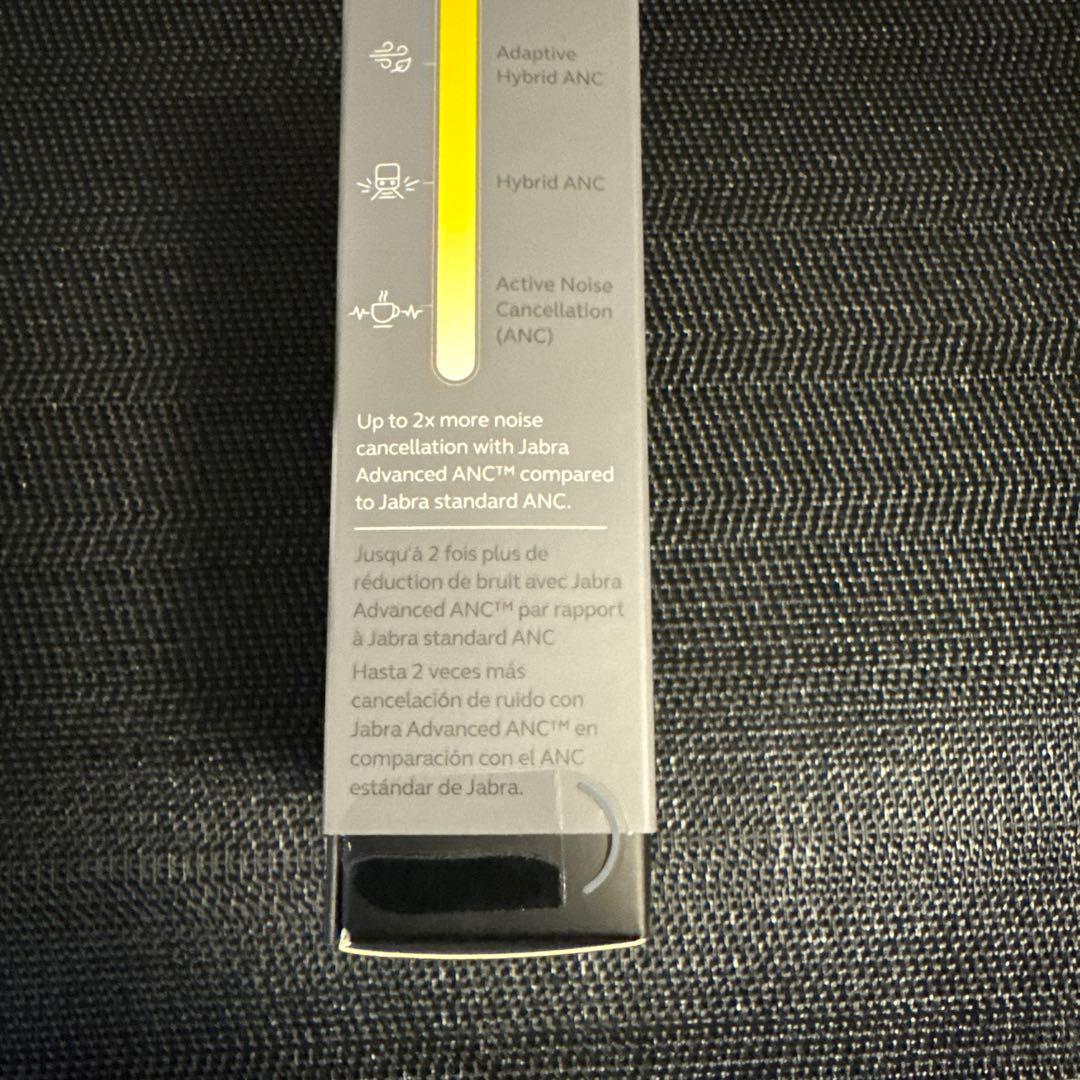 Adaptive
Hybrid ANC
Hybrid ANC
Active Noise
Cancellation
(ANC)
Up to 2x more noise
cancellation with Jabra
Advanced ANC™ compared
to Jabra standard ANC.
Jusqu'à 2 fois plus de
réduction de bruit avec Jabra
Advanced ANC™ par rapport
à Jabra standard ANC
Hasta 2 veces más
cancelación de ruido con
Jabra Advanced ANC™ en
comparación con el ANC
estándar de Jabra.